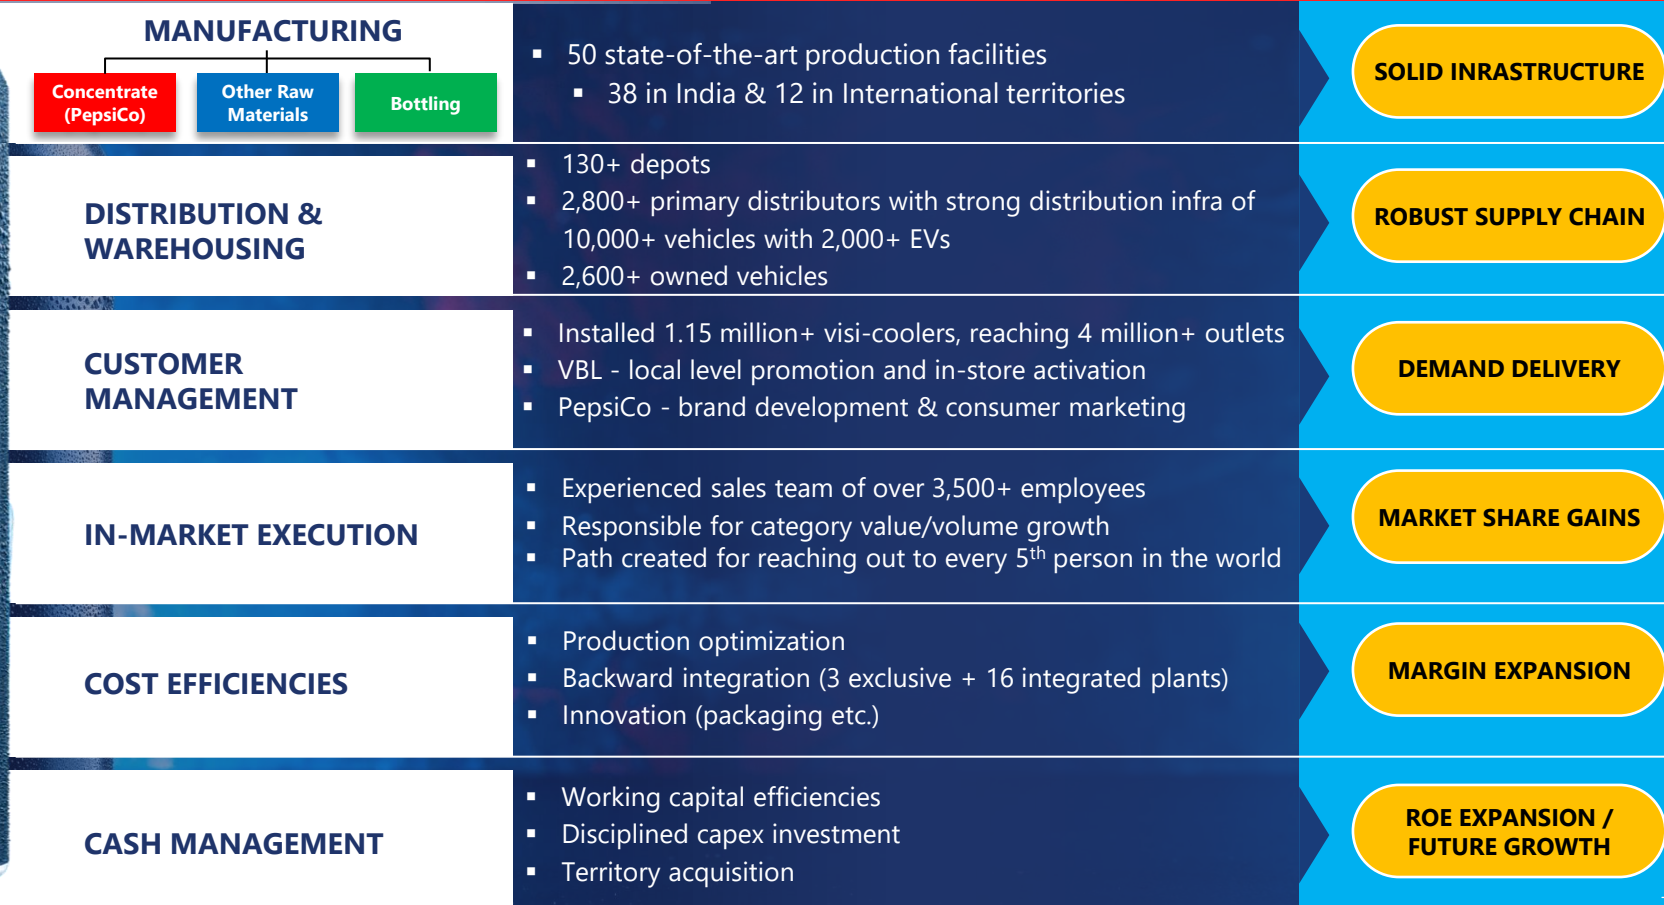 MANUFACTURING
Concentrate
(PepsiCo)
Other Raw
Materials
Bottling
▪ 50 state-of-the-art production facilities
▪ 38 in India & 12 in International territories
SOLID INRASTRUCTURE
DISTRIBUTION &
WAREHOUSING
▪ 130+ depots
▪ 2,800+ primary distributors with strong distribution infra of
10,000+ vehicles with 2,000+ EVs
▪ 2,600+ owned vehicles
ROBUST SUPPLY CHAIN
CUSTOMER
MANAGEMENT
▪ Installed 1.15 million+ visi-coolers, reaching 4 million+ outlets
▪ VBL - local level promotion and in-store activation
▪ PepsiCo - brand development & consumer marketing
DEMAND DELIVERY
IN-MARKET EXECUTION
▪ Experienced sales team of over 3,500+ employees
▪ Responsible for category value/volume growth
▪ Path created for reaching out to every 5th person in the world
MARKET SHARE GAINS
COST EFFICIENCIES
▪ Production optimization
▪ Backward integration (3 exclusive + 16 integrated plants)
▪ Innovation (packaging etc.)
MARGIN EXPANSION
CASH MANAGEMENT
▪ Working capital efficiencies
▪ Disciplined capex investment
▪ Territory acquisition
ROE EXPANSION /
FUTURE GROWTH